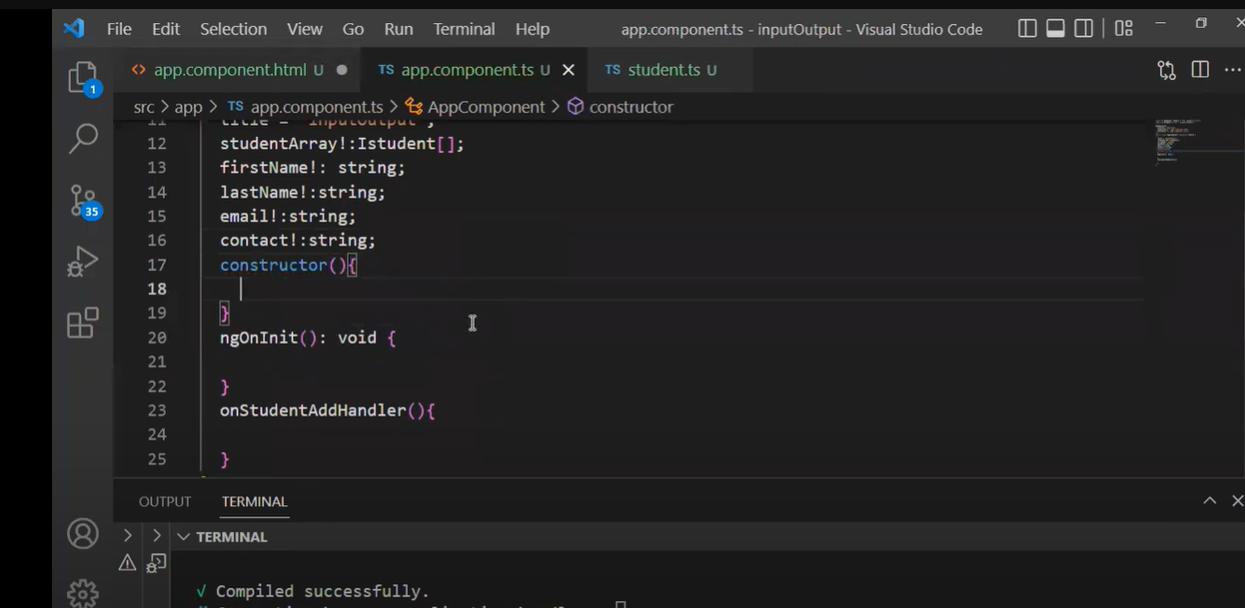 File Edit Selection View Go Run Terminal Help app.component.ts - inputOutput - Visual Studio Code
1 <> app.component.html U ● TS app.component.ts U × TS student.ts U
src > app > TS app.component.ts > AppComponent > constructor
11 title = 'inputOutput';
12 studentArray!:Istudent[];
13 firstName!: string;
14 lastName!:string;
15 email!:string;
16 contact!:string;
17 constructor(){
18
19 }
20 ngOnInit(): void {
21
22 }
23 onStudentAddHandler(){
24
25 }
35
OUTPUT TERMINAL
TERMINAL
√ Compiled successfully.